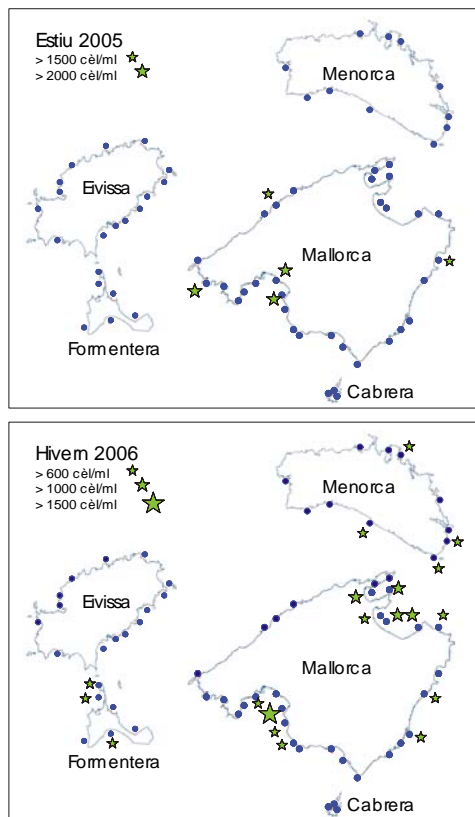 Estiu 2005
> 1500 cèl/ml
> 2000 cèl/ml
Menorca
Eivissa
Mallorca
Formentera
Cabrera
Hivern 2006
> 600 cèl/ml
> 1000 cèl/ml
> 1500 cèl/ml
Menorca
Eivissa
Mallorca
Formentera
Cabrera